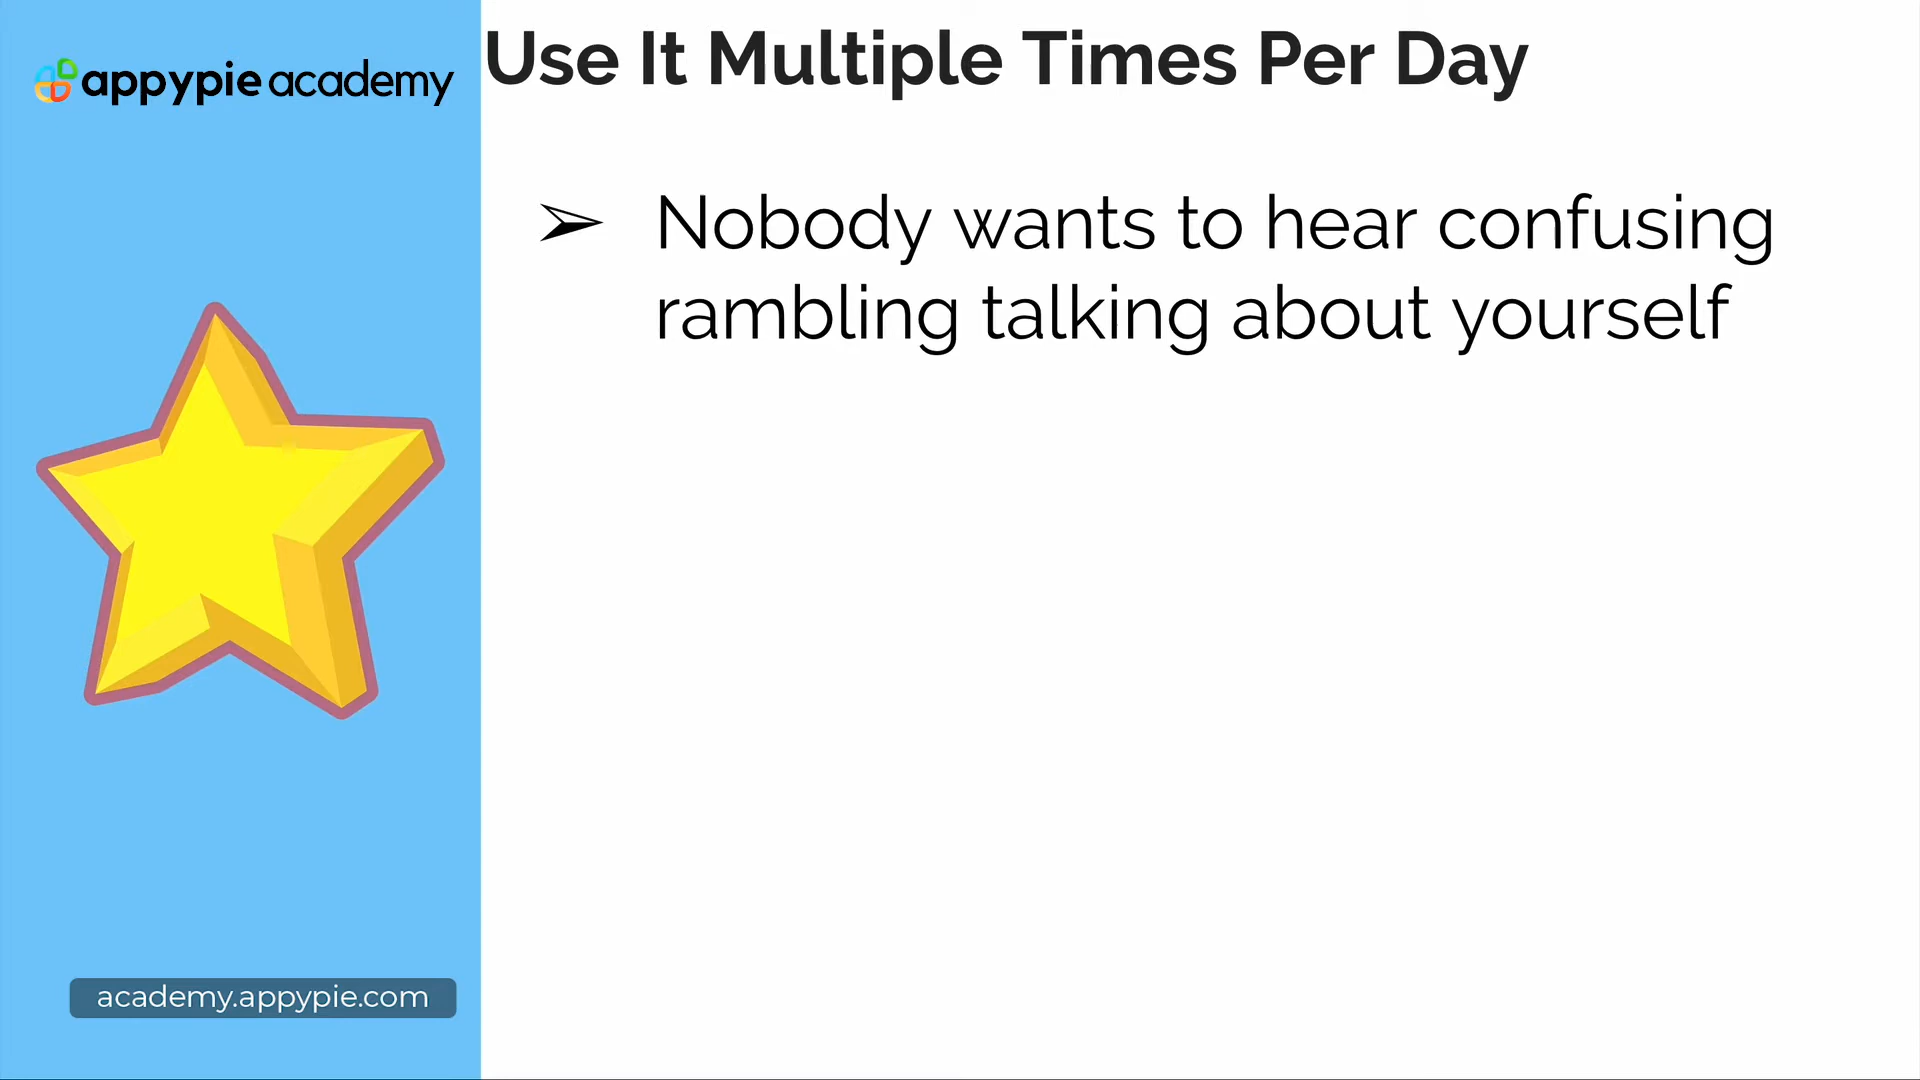 appypie academy
Use It Multiple Times Per Day
➢ Nobody wants to hear confusing
rambling talking about yourself
academy.appypie.com